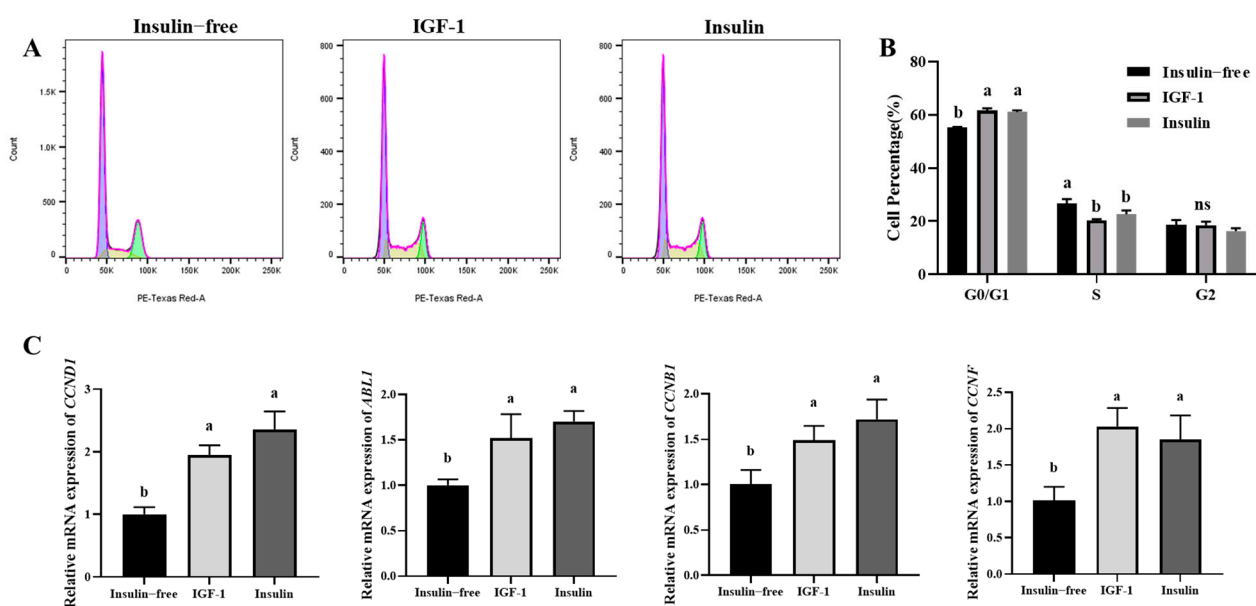 A
Insulin−free
IGF-1
Insulin
Count
1.5K
1.0K
500
0
0 50K 100K 150K 200K 250K
PE-Texas Red-A
Count
800
600
400
200
0
0 50K 100K 150K 200K 250K
PE-Texas Red-A
Count
800
600
400
200
0
0 50K 100K 150K 200K 250K
PE-Texas Red-A
B
Cell Percentage(%)
80
60
40
20
0
Insulin−free
IGF-1
Insulin
b a a
a b b
ns
G0/G1 S G2
C
Relative mRNA expression of CCND1
3
2
1
0
b a a
Insulin−free IGF-1 Insulin
Relative mRNA expression of ABL1
2.0
1.5
1.0
0.5
0.0
b a a
Insulin−free IGF-1 Insulin
Relative mRNA expression of CCNB1
2.0
1.5
1.0
0.5
0.0
b a a
Insulin−free IGF-1 Insulin
Relative mRNA expression of CCNF
2.5
2.0
1.5
1.0
0.5
0.0
b a a
Insulin−free IGF-1 Insulin